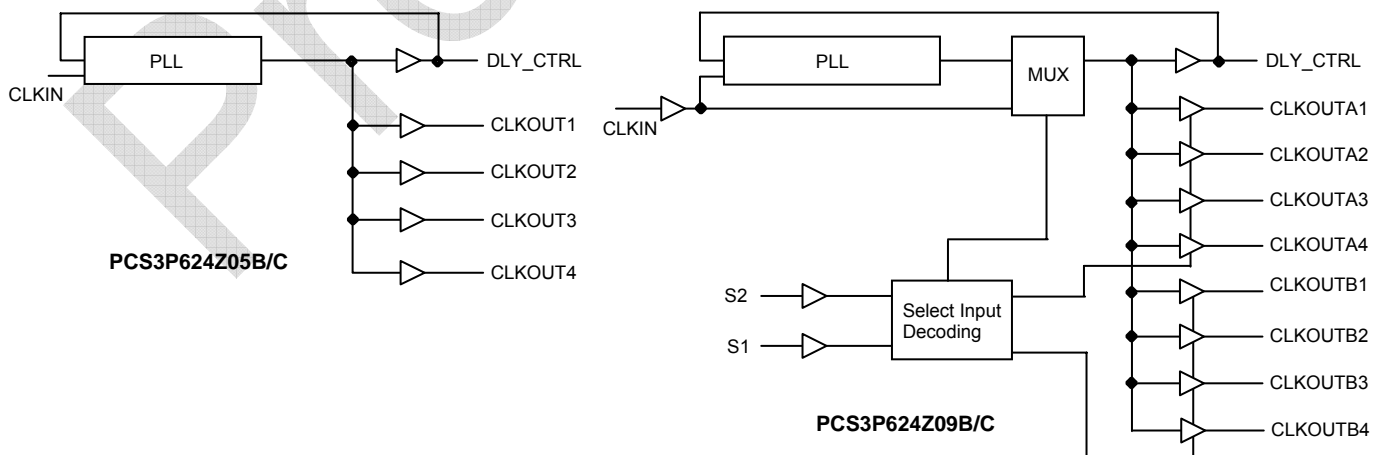 PLL
DLY_CTRL
CLKIN
CLKOUT1
CLKOUT2
CLKOUT3
CLKOUT4
PCS3P624Z05B/C
PLL
MUX
DLY_CTRL
CLKIN
CLKOUTA1
CLKOUTA2
CLKOUTA3
CLKOUTA4
CLKOUTB1
CLKOUTB2
CLKOUTB3
CLKOUTB4
S2
S1
Select Input
Decoding
PCS3P624Z09B/C